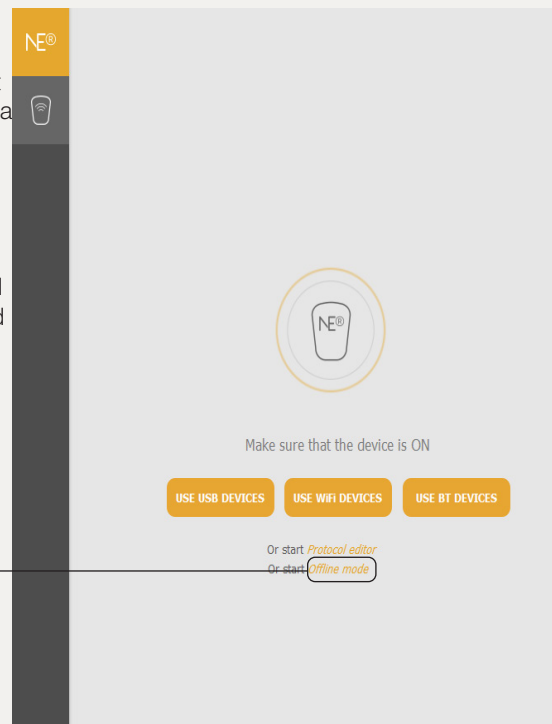 NE®
a
NE®
Make sure that the device is ON
USE USB DEVICES
USE WiFi DEVICES
USE BT DEVICES
Or start Protocol editor
Or start Offline mode